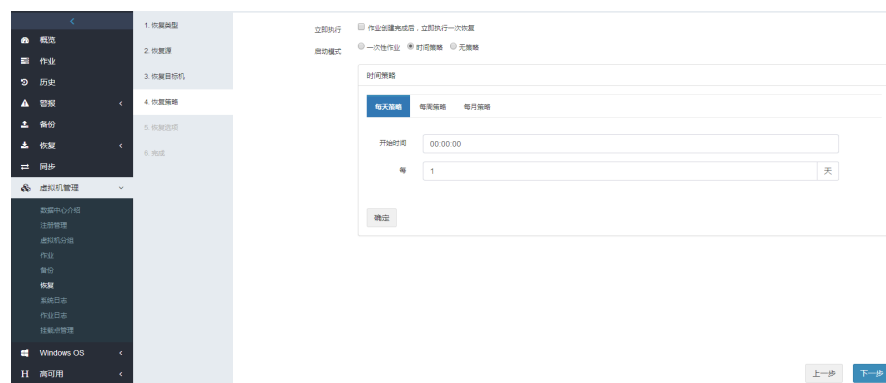 概览
作业
历史
警报
备份
恢复
同步
虚拟机管理
数据中心介绍
注册管理
虚拟机分组
作业
备份
恢复
系统日志
作业日志
挂载点管理
Windows OS
高可用
1. 恢复类型
2. 恢复源
3. 恢复目标机
4. 恢复策略
5. 恢复选项
6. 完成
立即执行 作业创建完成后,立即执行一次恢复
启动模式 一次性作业 时间策略 无策略
时间策略
每天策略 每周策略 每月策略
开始时间 00:00:00
每 1 天
确定
上一步 下一步